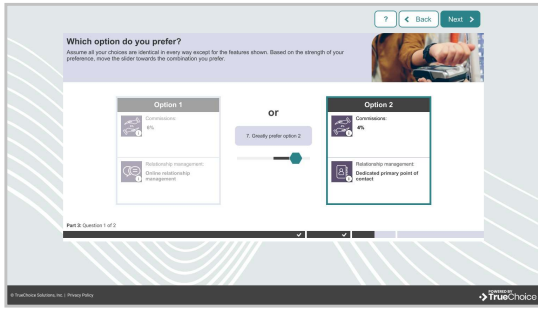 ? Back Next
Which option do you prefer?
Assume all your choices are identical in every way except for the features shown. Based on the strength of your
preference, move the slider towards the combination you prefer.
Option 1
Commissions:
6%
Relationship management:
Online relationship
management
or
7. Greatly prefer option 2
Option 2
Commissions:
4%
Relationship management:
Dedicated primary point of
contact
Part 3: Question 1 of 2
© TrueChoice Solutions, Inc. | Privacy Policy
POWERED BY
TrueChoice